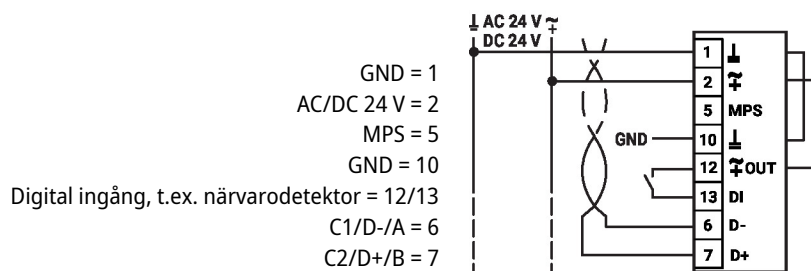 ⊥ AC 24 V ≂
DC 24 V
+
GND = 1
AC/DC 24 V = 2
MPS = 5
GND = 10
Digital ingång, t.ex. närvarodetektor = 12/13
C1/D-/A = 6
C2/D+/B = 7
GND
1 ⊥
2 ≂+
5 MPS
10 ⊥
12 ≂+ OUT
13 DI
6 D-
7 D+